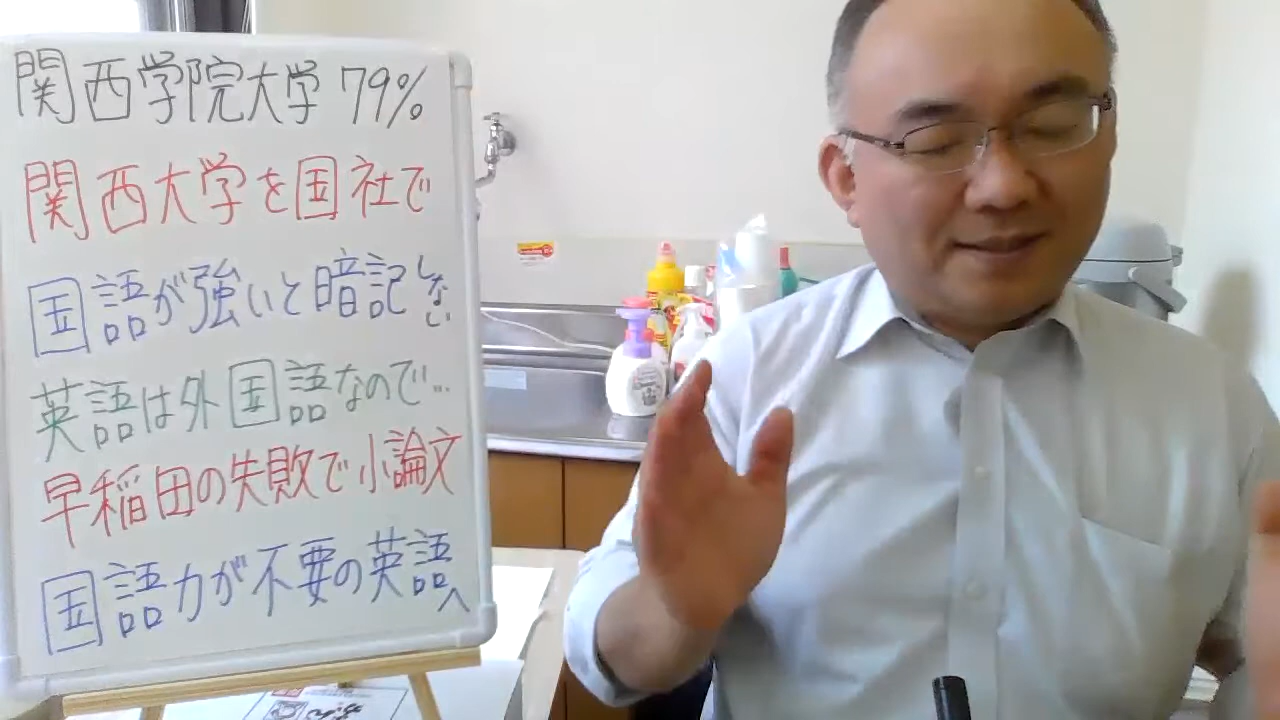 関西学院大学 79%
関西大学を国社で
国語が強いと暗記しない
英語は外国語なので…
早稲田の失敗で小論文
国語力が不要の英語へ